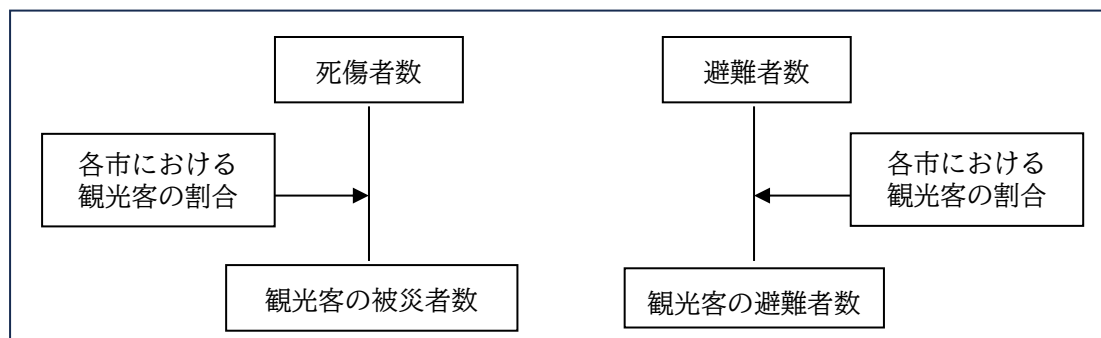 死傷者数
避難者数
各市における
観光客の割合
各市における
観光客の割合
観光客の被災者数
観光客の避難者数